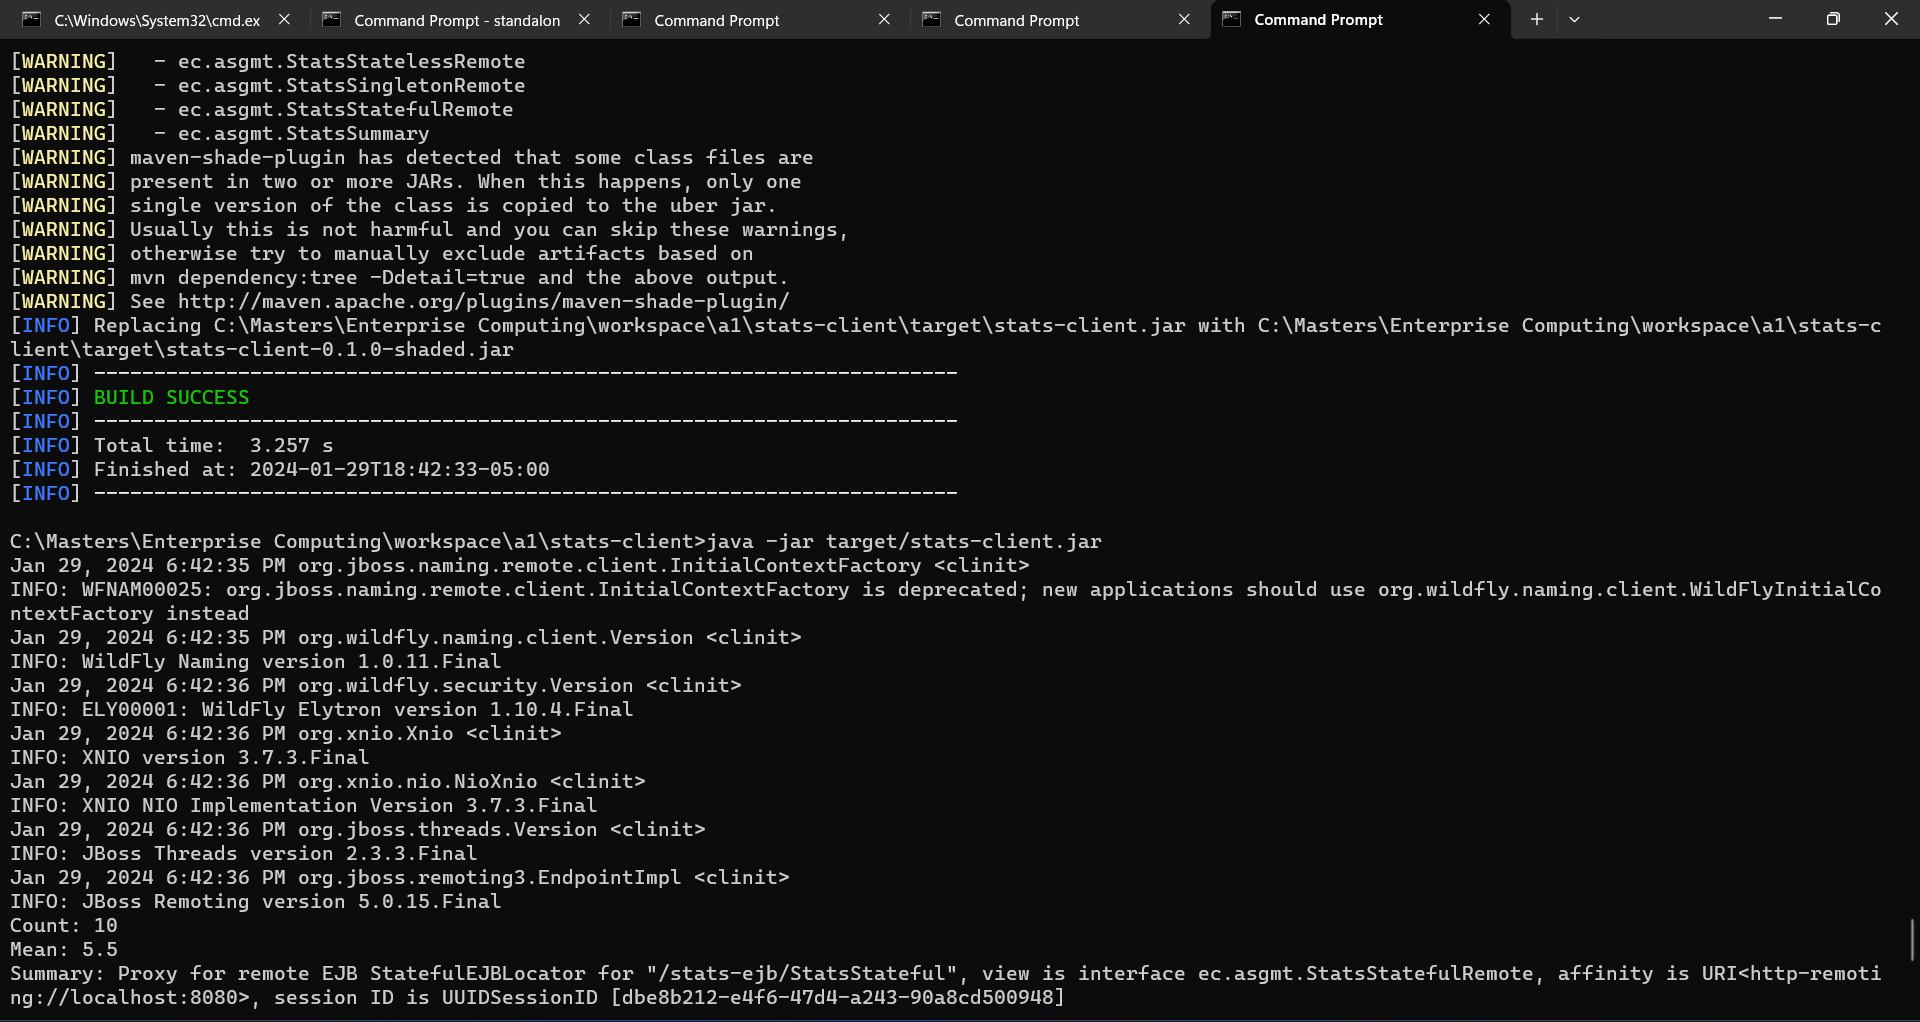 C:\Windows\System32\cmd.ex
Command Prompt - standalon
Command Prompt
Command Prompt
Command Prompt
[WARNING]   - ec.asgmt.StatsStatelessRemote
[WARNING]   - ec.asgmt.StatsSingletonRemote
[WARNING]   - ec.asgmt.StatsStatefulRemote
[WARNING]   - ec.asgmt.StatsSummary
[WARNING] maven-shade-plugin has detected that some class files are
[WARNING] present in two or more JARs. When this happens, only one
[WARNING] single version of the class is copied to the uber jar.
[WARNING] Usually this is not harmful and you can skip these warnings,
[WARNING] otherwise try to manually exclude artifacts based on
[WARNING] mvn dependency:tree -Ddetail=true and the above output.
[WARNING] See http://maven.apache.org/plugins/maven-shade-plugin/
[INFO] Replacing C:\Masters\Enterprise Computing\workspace\a1\stats-client\target\stats-client.jar with C:\Masters\Enterprise Computing\workspace\a1\stats-c
lient\target\stats-client-0.1.0-shaded.jar
[INFO] ------------------------------------------------------------------------
[INFO] BUILD SUCCESS
[INFO] ------------------------------------------------------------------------
[INFO] Total time:  3.257 s
[INFO] Finished at: 2024-01-29T18:42:33-05:00
[INFO] ------------------------------------------------------------------------
C:\Masters\Enterprise Computing\workspace\a1\stats-client>java -jar target/stats-client.jar
Jan 29, 2024 6:42:35 PM org.jboss.naming.remote.client.InitialContextFactory <clinit>
INFO: WFNAM00025: org.jboss.naming.remote.client.InitialContextFactory is deprecated; new applications should use org.wildfly.naming.client.WildFlyInitialCo
ntextFactory instead
Jan 29, 2024 6:42:35 PM org.wildfly.naming.client.Version <clinit>
INFO: WildFly Naming version 1.0.11.Final
Jan 29, 2024 6:42:36 PM org.wildfly.security.Version <clinit>
INFO: ELY00001: WildFly Elytron version 1.10.4.Final
Jan 29, 2024 6:42:36 PM org.xnio.Xnio <clinit>
INFO: XNIO version 3.7.3.Final
Jan 29, 2024 6:42:36 PM org.xnio.nio.NioXnio <clinit>
INFO: XNIO NIO Implementation Version 3.7.3.Final
Jan 29, 2024 6:42:36 PM org.jboss.threads.Version <clinit>
INFO: JBoss Threads version 2.3.3.Final
Jan 29, 2024 6:42:36 PM org.jboss.remoting3.EndpointImpl <clinit>
INFO: JBoss Remoting version 5.0.15.Final
Count: 10
Mean: 5.5
Summary: Proxy for remote EJB StatefulEJBLocator for "/stats-ejb/StatsStateful", view is interface ec.asgmt.StatsStatefulRemote, affinity is URI<http-remoti
ng://localhost:8080>, session ID is UUIDSessionID [dbe8b212-e4f6-47d4-a243-90a8cd500948]